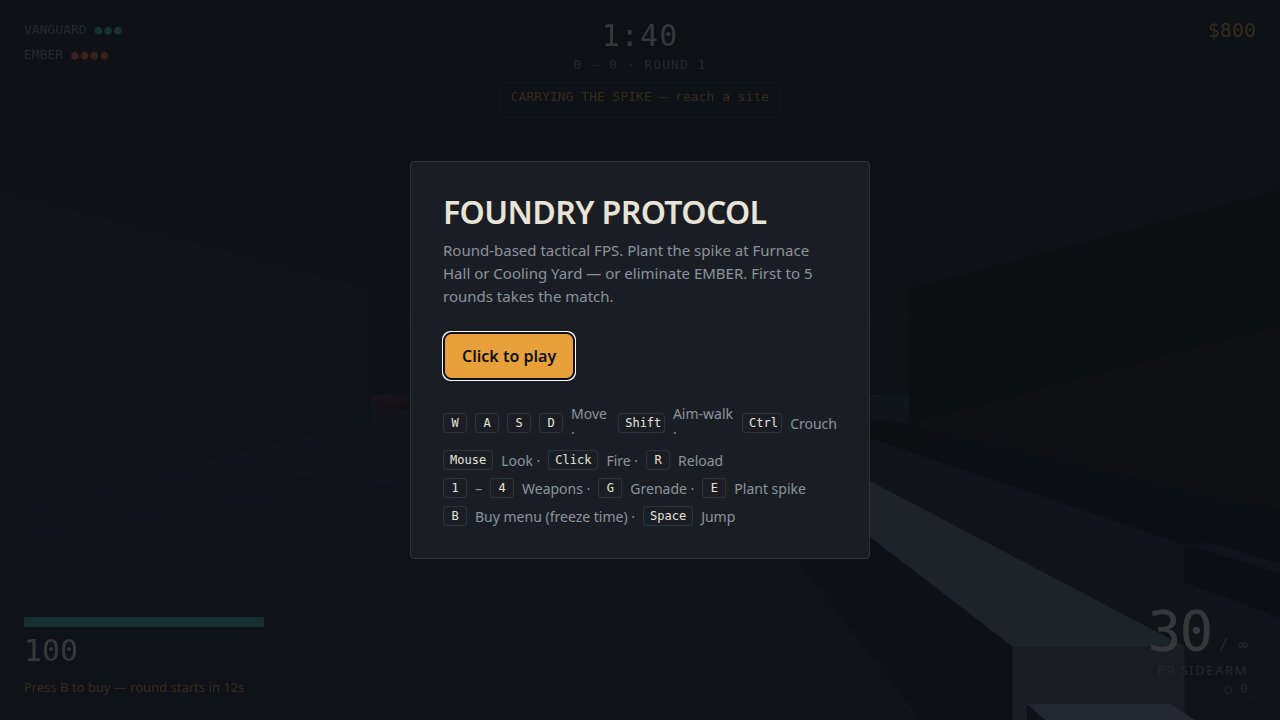 VANGUARD ●●●
EMBER ●●●●
1:40
0 — 0 · ROUND 1
CARRYING THE SPIKE — reach a site
$800
FOUNDRY PROTOCOL
Round-based tactical FPS. Plant the spike at Furnace
Hall or Cooling Yard — or eliminate EMBER. First to 5
rounds takes the match.
Click to play
W A S D Move · Shift Aim-walk · Ctrl Crouch
Mouse Look · Click Fire · R Reload
1 – 4 Weapons · G Grenade · E Plant spike
B Buy menu (freeze time) · Space Jump
100
Press B to buy — round starts in 12s
30 / ∞
P9 SIDEARM
○ 0